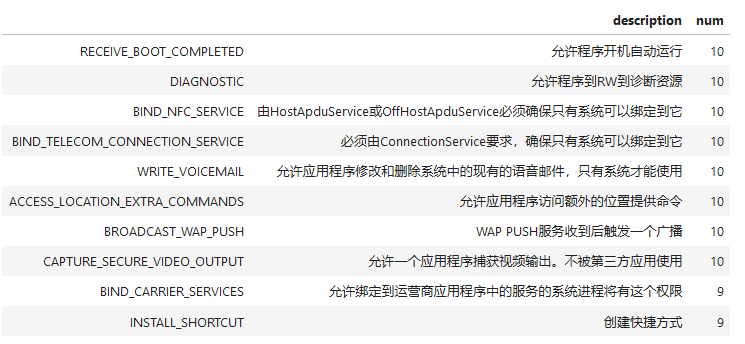 description num
RECEIVE_BOOT_COMPLETED 允许程序开机自动运行 10
DIAGNOSTIC 允许程序到RW到诊断资源 10
BIND_NFC_SERVICE 由HostApduService或OffHostApduService必须确保只有系统可以绑定到它 10
BIND_TELECOM_CONNECTION_SERVICE 必须由ConnectionService要求，确保只有系统可以绑定到它 10
WRITE_VOICEMAIL 允许应用程序修改和删除系统中的现有的语音邮件，只有系统才能使用 10
ACCESS_LOCATION_EXTRA_COMMANDS 允许应用程序访问额外的位置提供命令 10
BROADCAST_WAP_PUSH WAP PUSH服务收到后触发一个广播 10
CAPTURE_SECURE_VIDEO_OUTPUT 允许一个应用程序捕获视频输出。不被第三方应用使用 10
BIND_CARRIER_SERVICES 允许绑定到运营商应用程序中的服务的系统进程将有这个权限 9
INSTALL_SHORTCUT 创建快捷方式 9